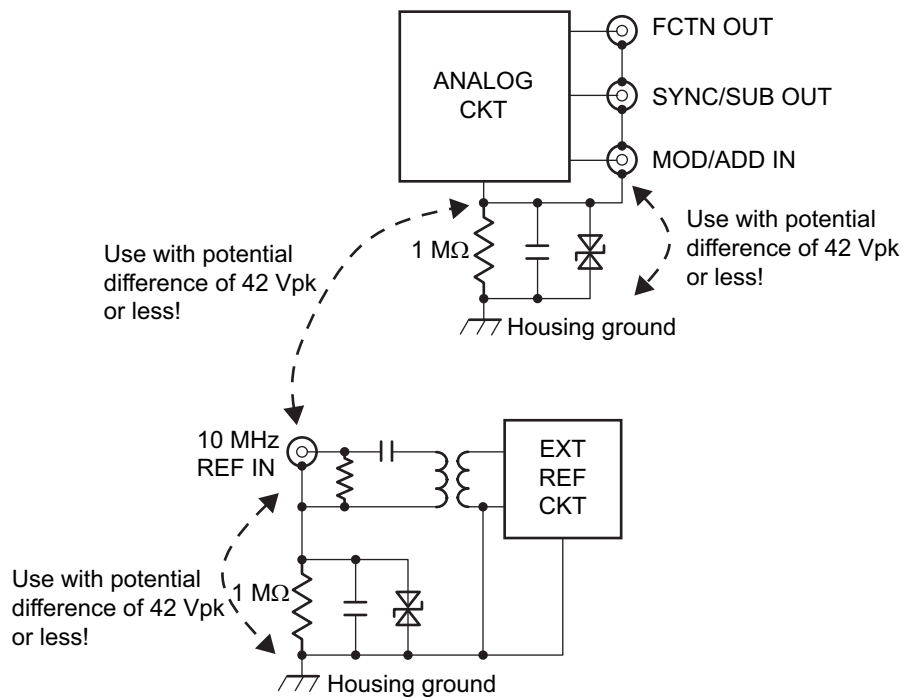 FCTN OUT
ANALOG
CKT
SYNC/SUB OUT
MOD/ADD IN
Use with potential
difference of 42 Vpk
or less!
1 MΩ
Use with potential
difference of 42 Vpk
or less!
Housing ground
10 MHz
REF IN
EXT
REF
CKT
Use with potential
difference of 42 Vpk
or less!
1 MΩ
Housing ground